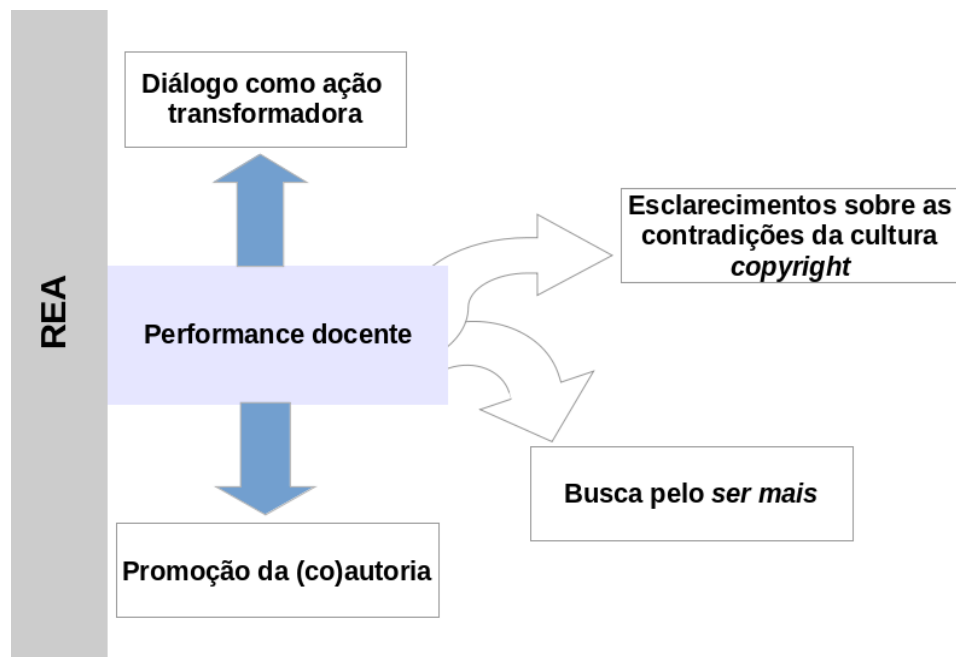 REA
Diálogo como ação
transformadora
Esclarecimentos sobre as
contradições da cultura
copyright
Performance docente
Busca pelo ser mais
Promoção da (co)autoria